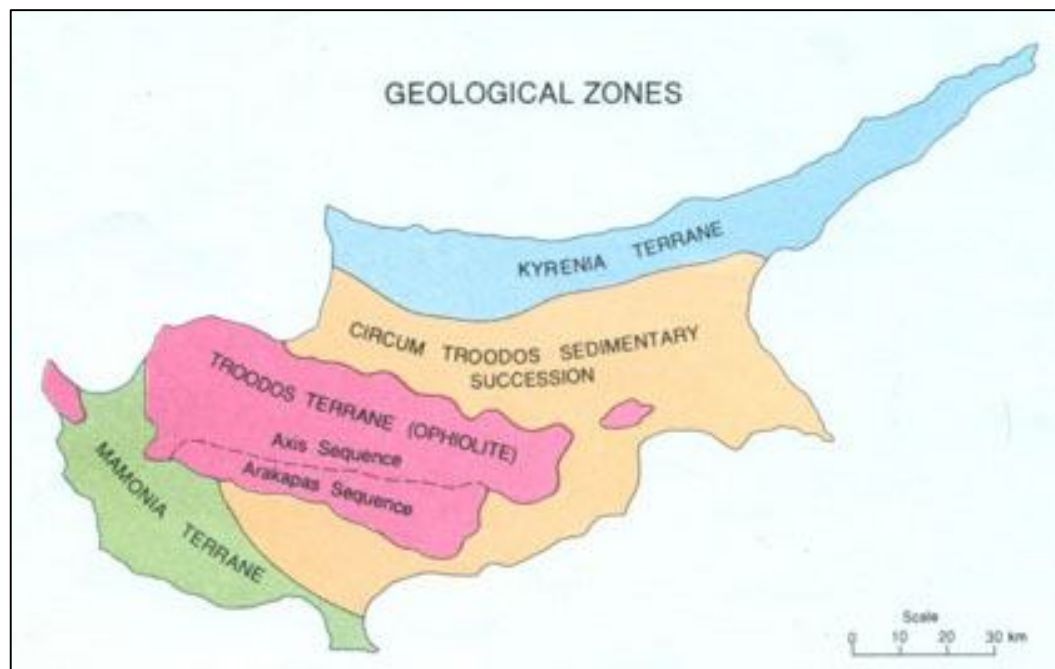 GEOLOGICAL ZONES
KYRENIA TERRANE
CIRCUM TROODOS SEDIMENTARY
SUCCESSION
TROODOS TERRANE (OPHIOLITE)
Axis Sequence
Arakapas Sequence
MAMONIA TERRANE
Scale
0 10 20 30 km